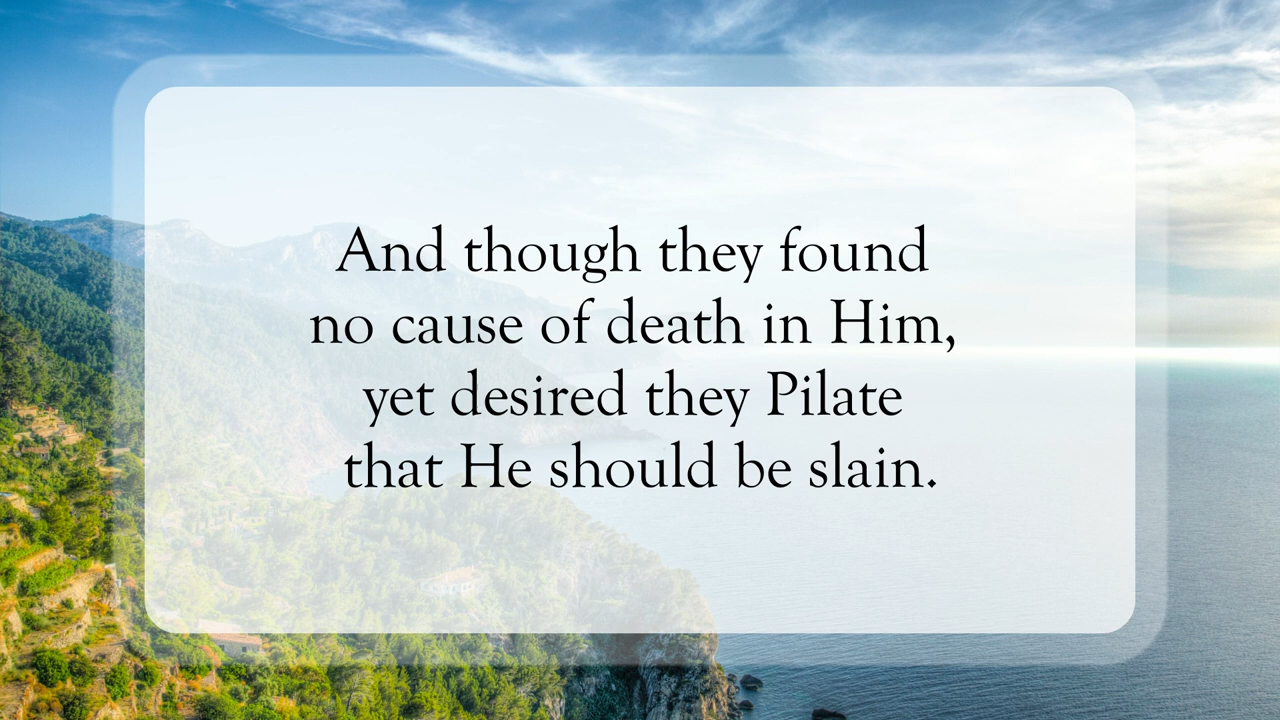 And though they found
no cause of death in Him,
yet desired they Pilate
that He should be slain.